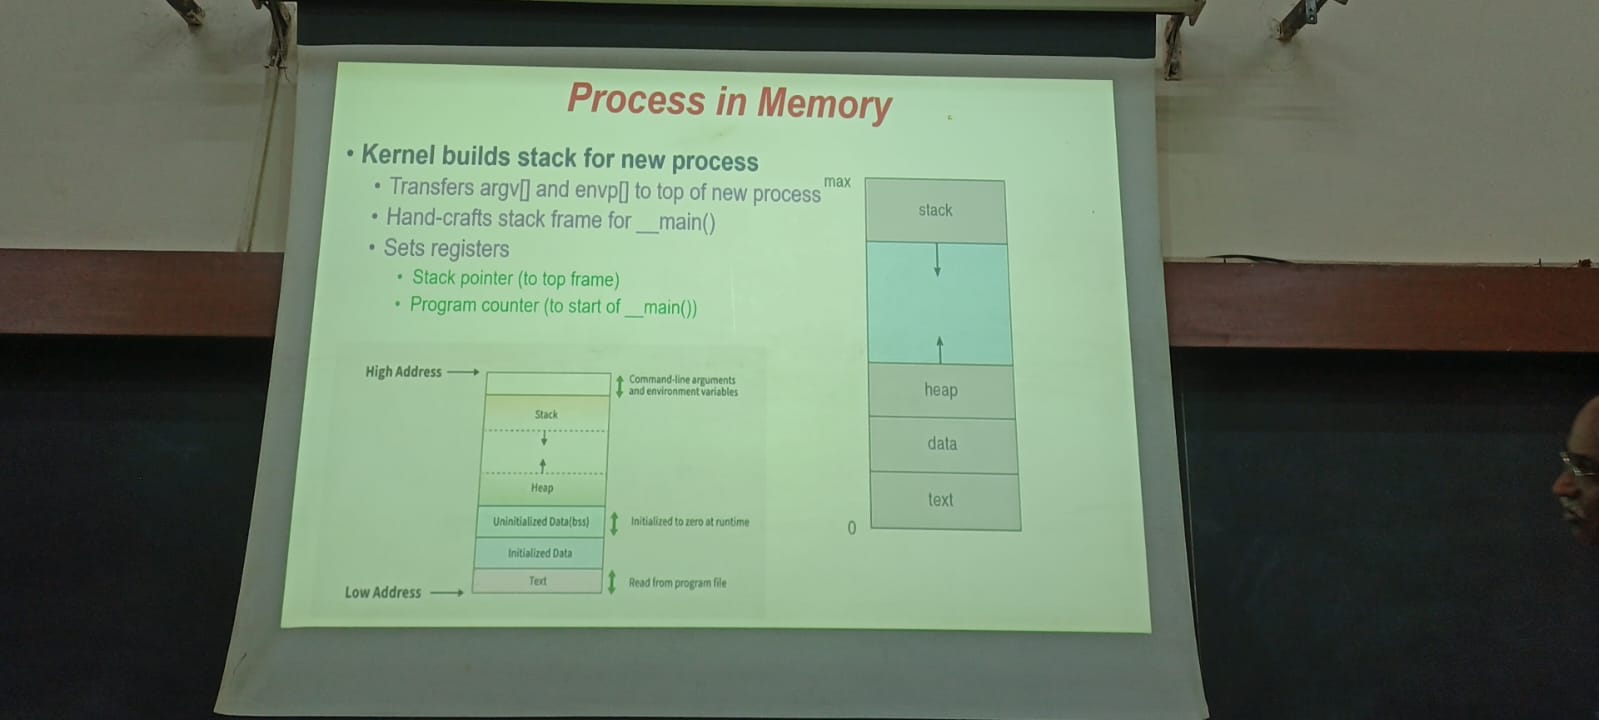 Process in Memory
• Kernel builds stack for new process
• Transfers argv[] and envp[] to top of new process
• Hand-crafts stack frame for __main()
• Sets registers
• Stack pointer (to top frame)
• Program counter (to start of __main())
High Address
Command-line arguments
and environment variables
Stack
Heap
Uninitialized Data(bss)
Initialized to zero at runtime
Initialized Data
Text
Read from program file
Low Address
max
stack
heap
data
text
0